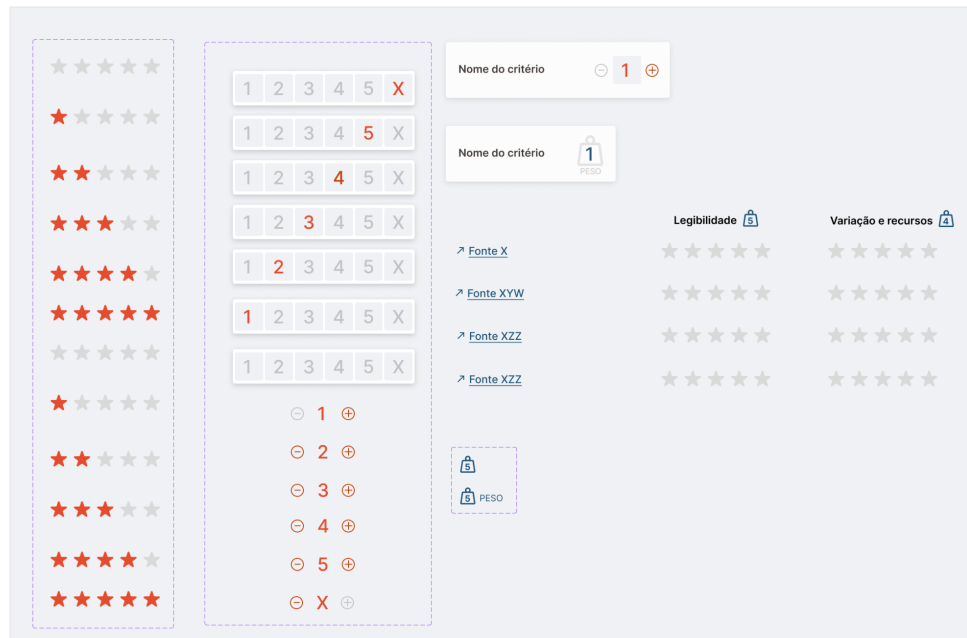 1 2 3 4 5 X
1 2 3 4 5 X
1 2 3 4 5 X
1 2 3 4 5 X
1 2 3 4 5 X
1 2 3 4 5 X
1 2 3 4 5 X
1
2
3
4
5
X
Nome do critério 1
Nome do critério 1
PESO
Legibilidade 5 Variação e recursos 4
↗ Fonte X
↗ Fonte XYW
↗ Fonte XZZ
↗ Fonte XZZ
5
5 PESO